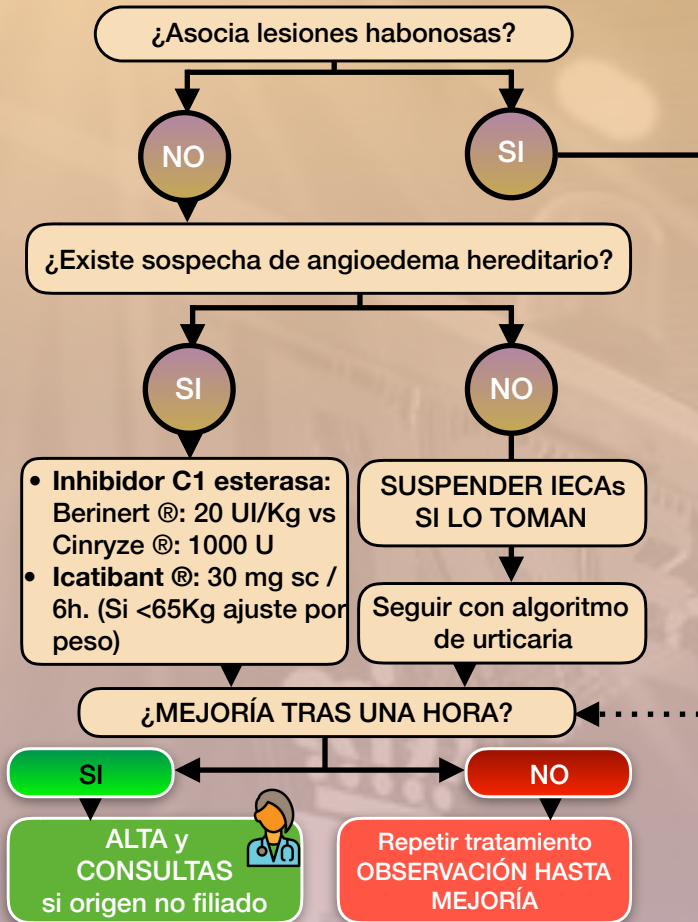 ¿Asocia lesiones habonosas?
NO
SI
¿Existe sospecha de angioedema hereditario?
SI
NO
• Inhibidor C1 esterasa:
Berinert ®: 20 UI/Kg vs
Cinryze ®: 1000 U
• Icatibant ®: 30 mg sc /
6h. (Si <65Kg ajuste por
peso)
SUSPENDER IECAs
SI LO TOMAN
Seguir con algoritmo
de urticaria
¿MEJORÍA TRAS UNA HORA?
SI
NO
ALTA y
CONSULTAS
si origen no filiado
Repetir tratamiento
OBSERVACIÓN HASTA
MEJORÍA